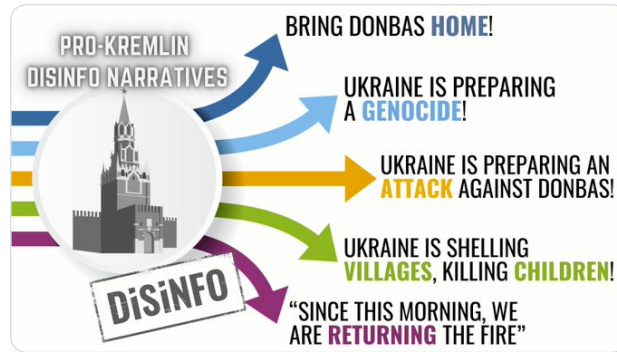 PRO-KREMLIN
DISINFO NARRATIVES
BRING DONBAS HOME!
UKRAINE IS PREPARING
A GENOCIDE!
UKRAINE IS PREPARING AN
ATTACK AGAINST DONBAS!
UKRAINE IS SHELLING
VILLAGES, KILLING CHILDREN!
“SINCE THIS MORNING, WE
ARE RETURNING THE FIRE”
DiSiNFO